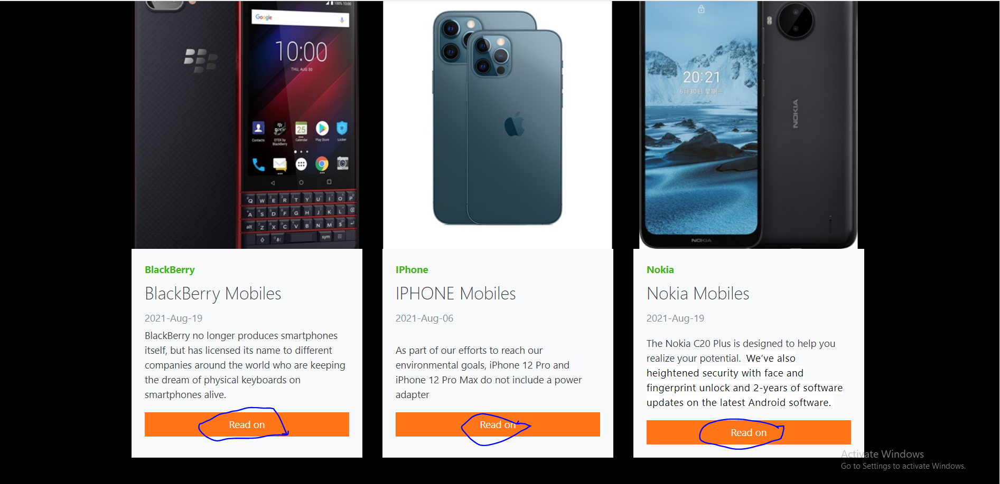 100% 10:00
Google
10:00
THU, AUG 30
25
Contacts
DTEK by
BlackBerry
Calendar
Play Store
Locker
Q W E R T Y U I O P
A S D F G H J K L
alt Z X C V B N M $
sym
20:21
6月30日 星期三
NOKIA
NOKIA
BlackBerry
BlackBerry Mobiles
2021-Aug-19
BlackBerry no longer produces smartphones
itself, but has licensed its name to different
companies around the world who are keeping
the dream of physical keyboards on
smartphones alive.
Read on
IPhone
IPHONE Mobiles
2021-Aug-06
As part of our efforts to reach our
environmental goals, iPhone 12 Pro and
iPhone 12 Pro Max do not include a power
adapter
Read on
Nokia
Nokia Mobiles
2021-Aug-19
The Nokia C20 Plus is designed to help you
realize your potential. We’ve also
heightened security with face and
fingerprint unlock and 2-years of software
updates on the latest Android software.
Read on
Activate Windows
Go to Settings to activate Windows.